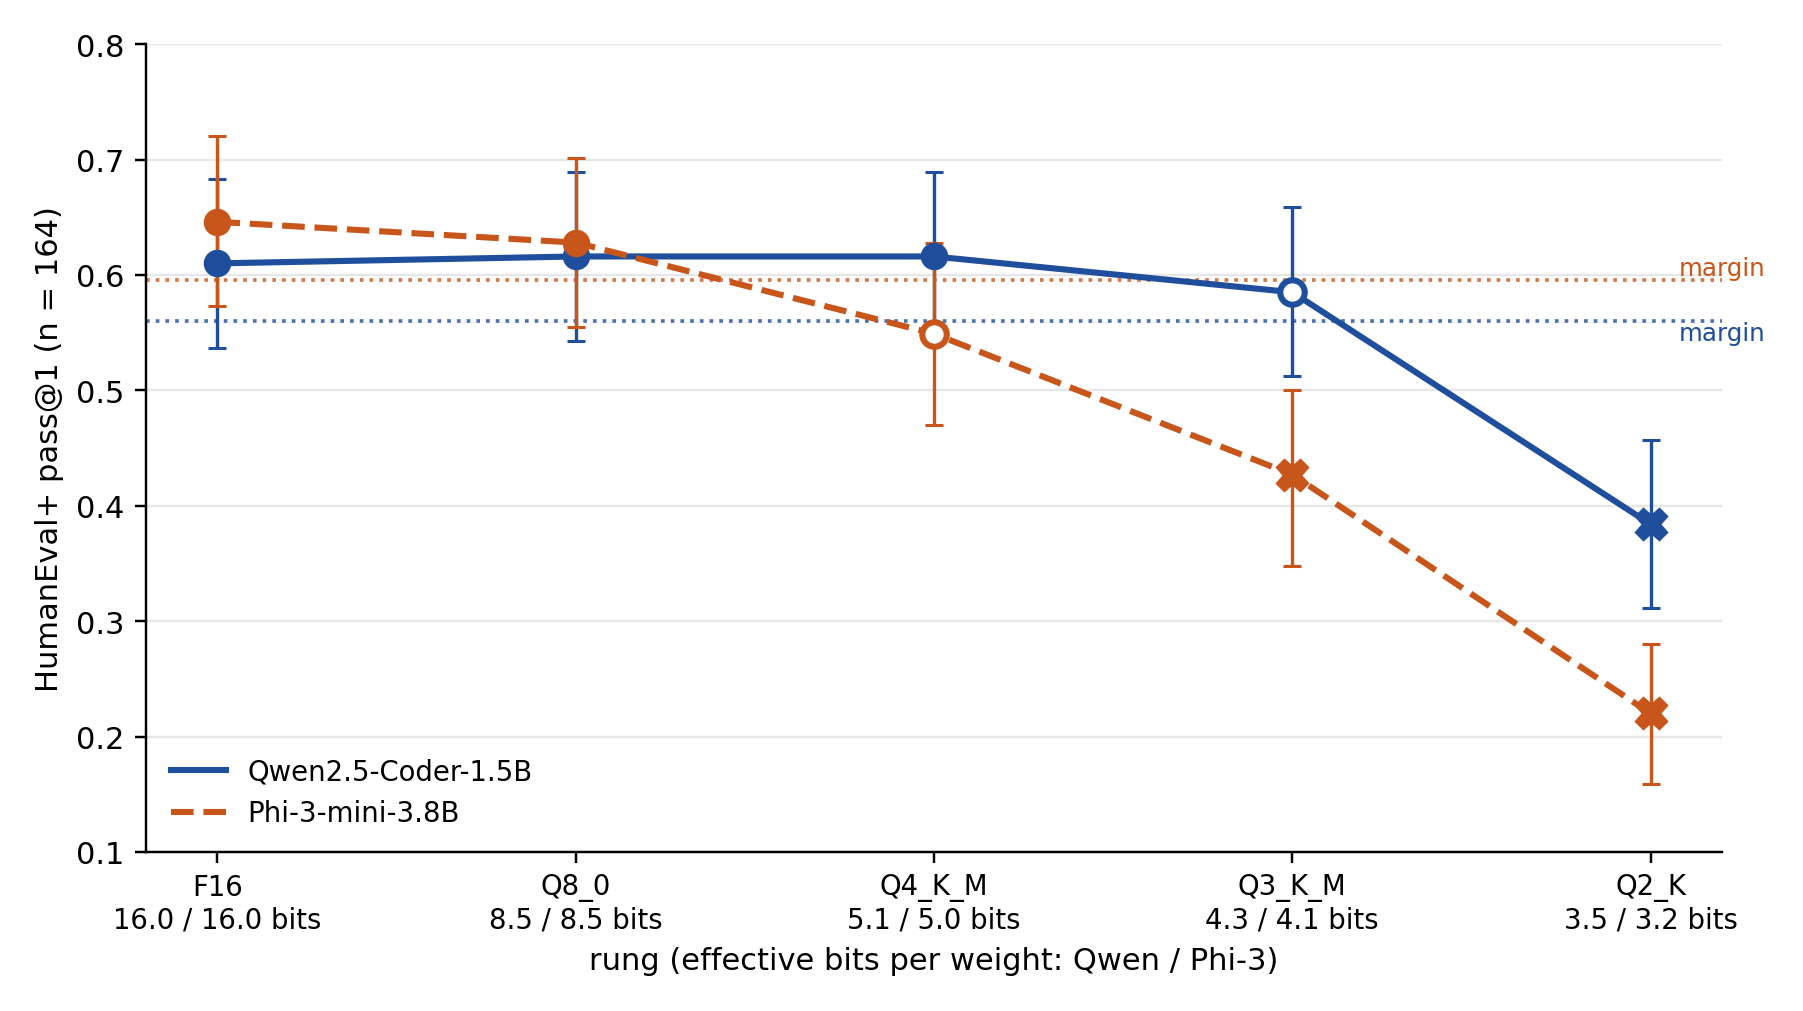 HumanEval+ pass@1 (n = 164)
0.8
0.7
0.6
0.5
0.4
0.3
0.2
0.1
margin
margin
Qwen2.5-Coder-1.5B
Phi-3-mini-3.8B
F16 Q8_0 Q4_K_M Q3_K_M Q2_K
16.0 / 16.0 bits 8.5 / 8.5 bits 5.1 / 5.0 bits 4.3 / 4.1 bits 3.5 / 3.2 bits
rung (effective bits per weight: Qwen / Phi-3)